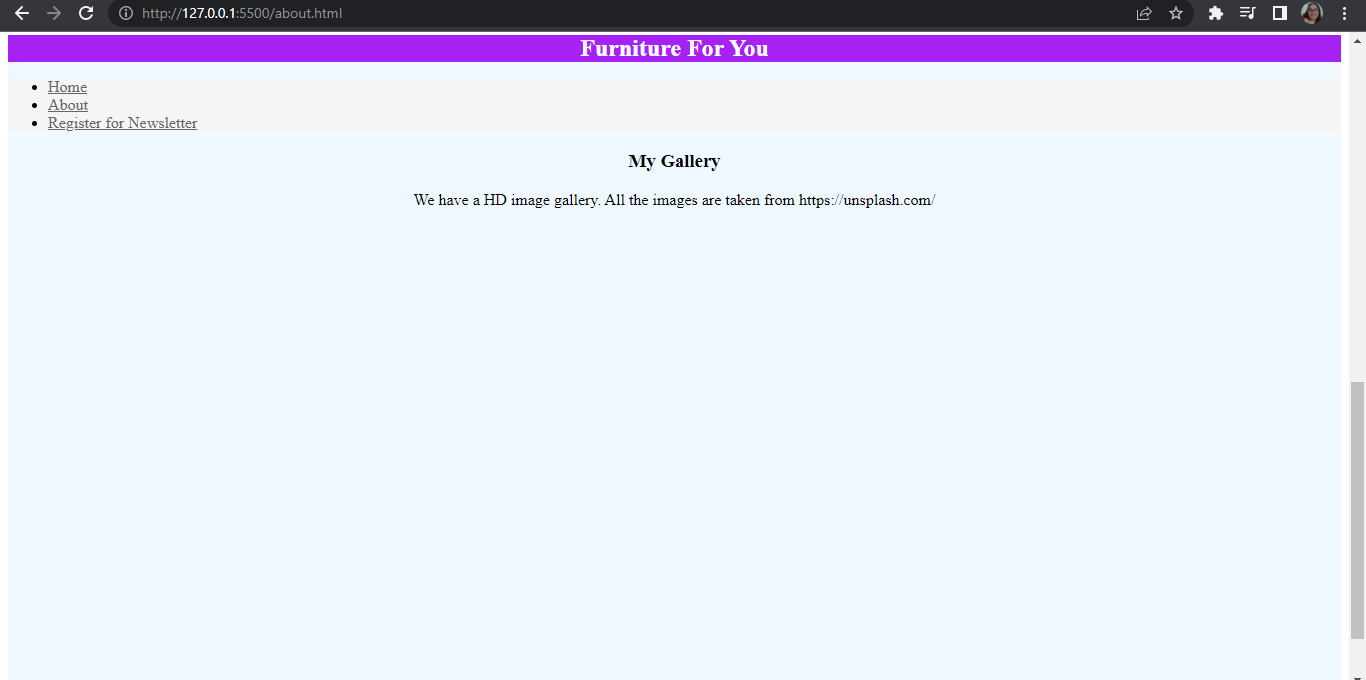 http://127.0.0.1:5500/about.html
Furniture For You
Home
About
Register for Newsletter
My Gallery
We have a HD image gallery. All the images are taken from https://unsplash.com/